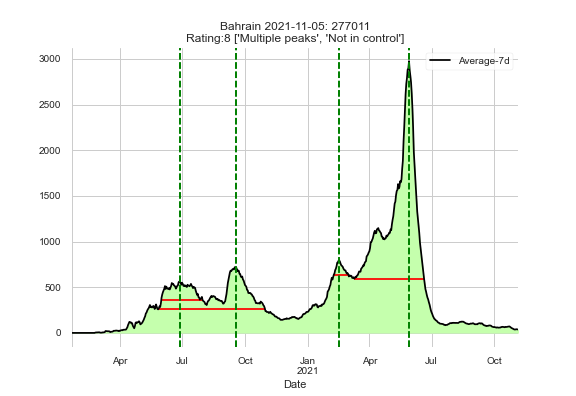 Bahrain 2021-11-05: 277011
Rating:8 ['Multiple peaks', 'Not in control']
Average-7d
3000
2500
2000
1500
1000
500
0
Apr Jul Oct Jan Apr Jul Oct
2021
Date